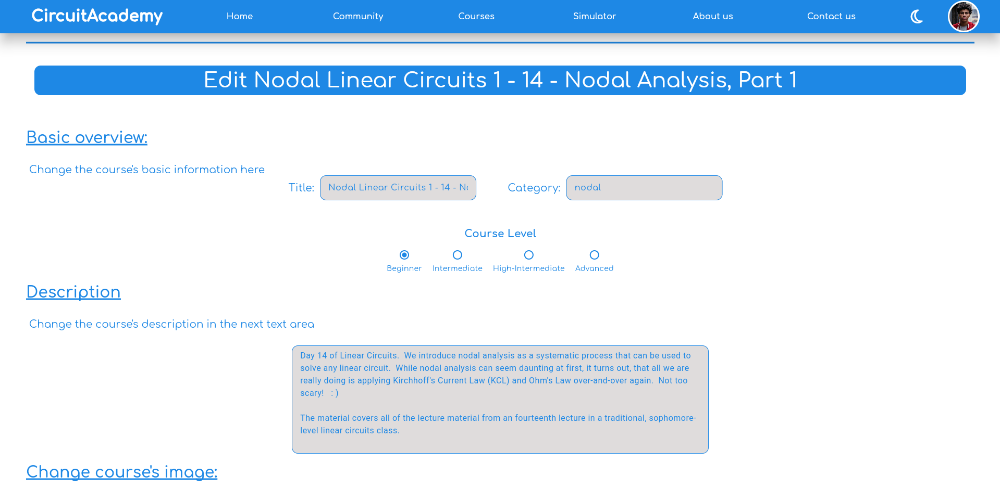 CircuitAcademy Home Community Courses Simulator About us Contact us
Edit Nodal Linear Circuits 1 - 14 - Nodal Analysis, Part 1
Basic overview:
Change the course's basic information here
Title: Nodal Linear Circuits 1 - 14 - No Category: nodal
Course Level
Beginner Intermediate High-Intermediate Advanced
Description
Change the course's description in the next text area
Day 14 of Linear Circuits.  We introduce nodal analysis as a systematic process that can be used to
solve any linear circuit.  While nodal analysis can seem daunting at first, it turns out, that all we are
really doing is applying Kirchhoff's Current Law (KCL) and Ohm's Law over-and-over again.  Not too
scary!   : )
The material covers all of the lecture material from an fourteenth lecture in a traditional, sophomore-
level linear circuits class.
Change course's image: